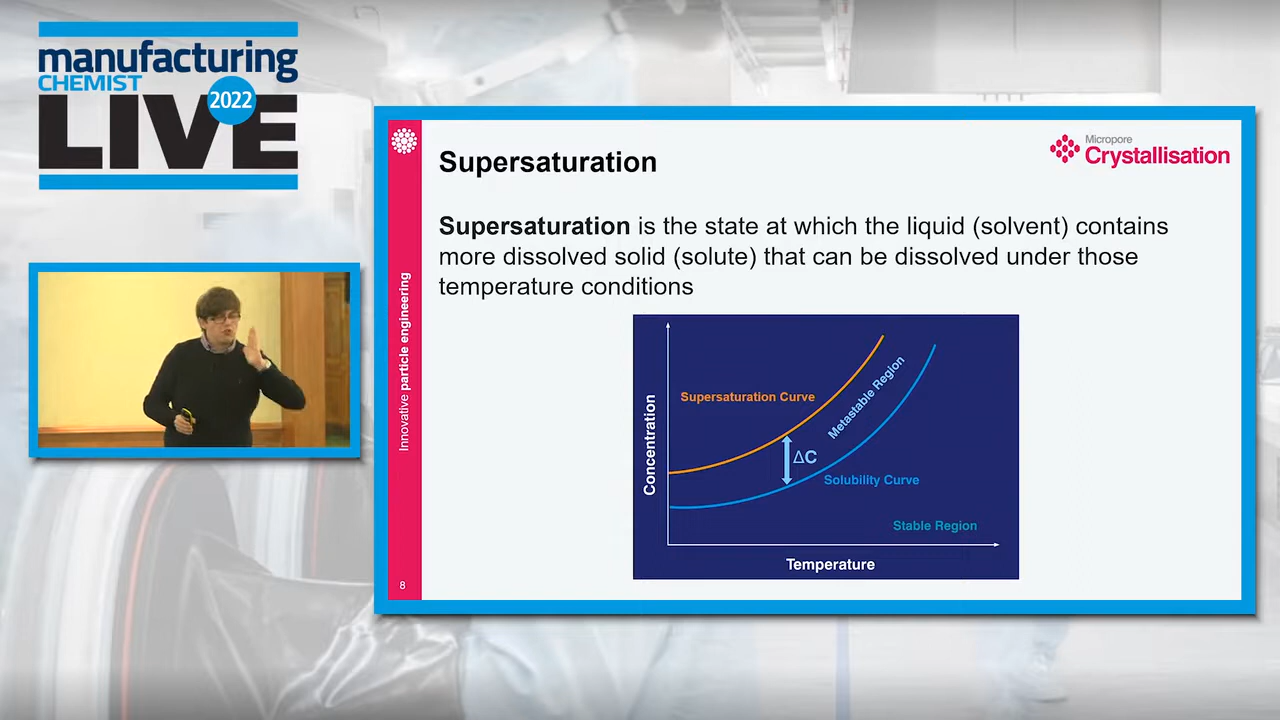 manufacturing
CHEMIST
LIVE
2022
Micropore
Crystallisation
Supersaturation
Supersaturation is the state at which the liquid (solvent) contains
more dissolved solid (solute) that can be dissolved under those
temperature conditions
Innovative particle engineering
8
Concentration
Supersaturation Curve
Metastable Region
ΔC
Solubility Curve
Stable Region
Temperature